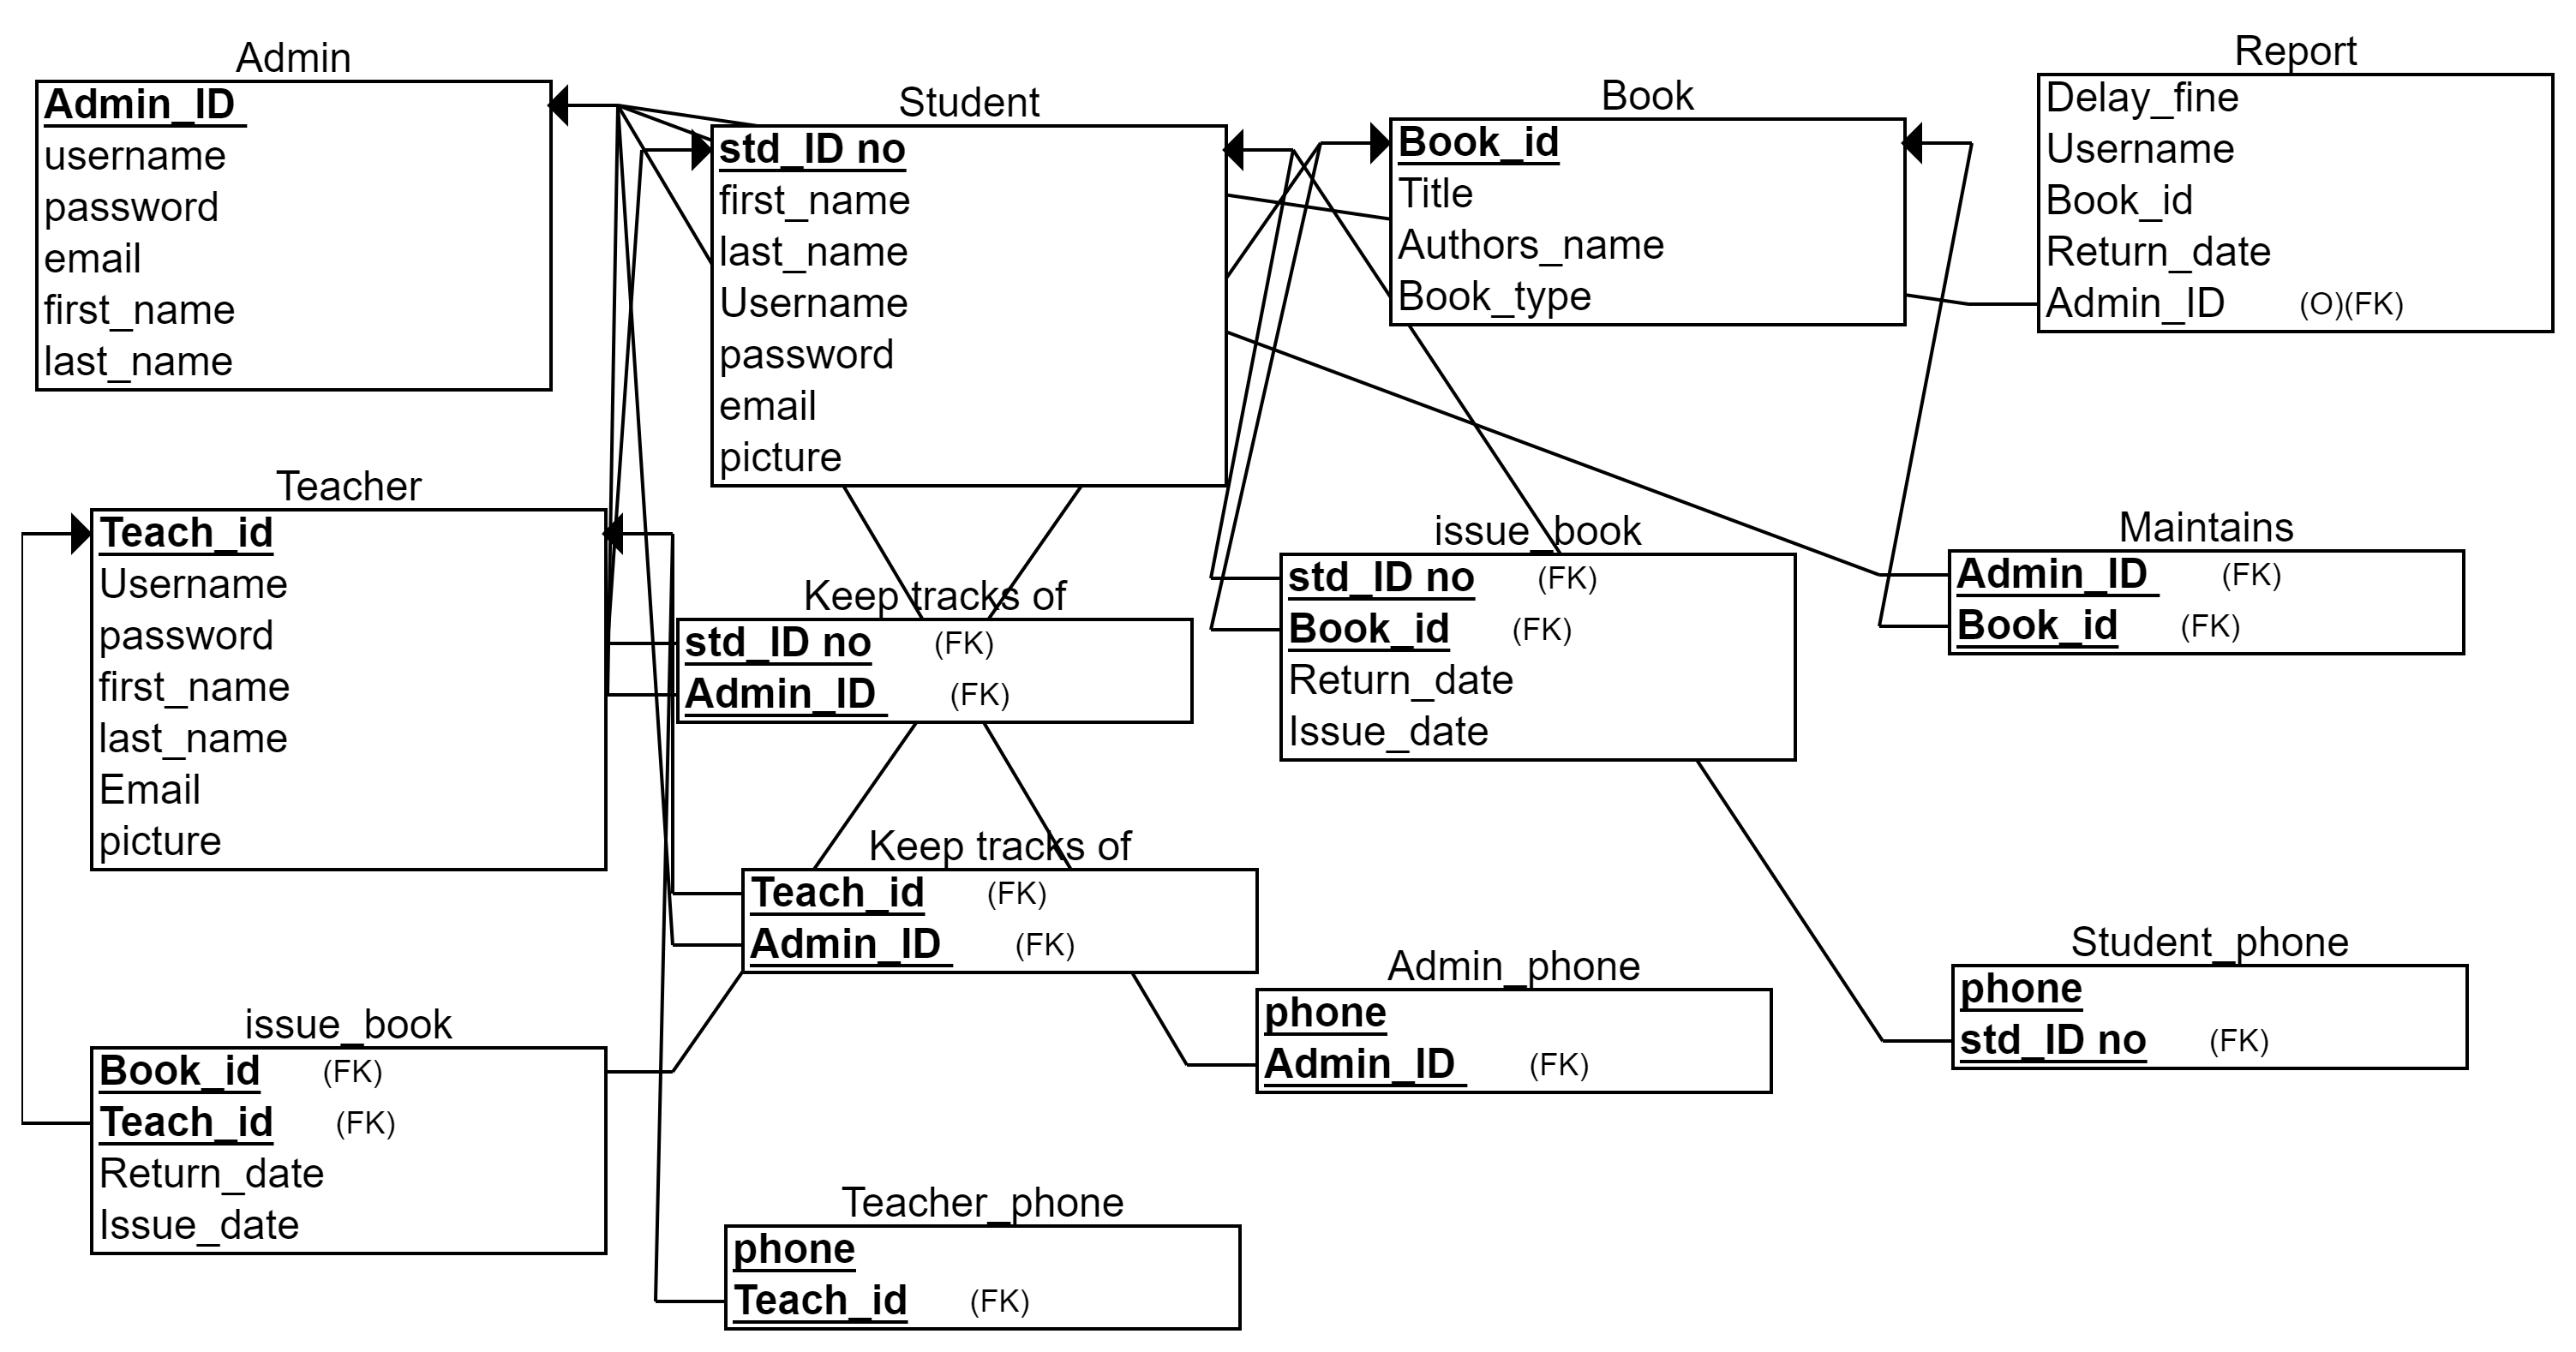 Admin
Admin_ID
username
password
email
first_name
last_name
Student
std_ID no
first_name
last_name
Username
password
email
picture
Book
Book_id
Title
Authors_name
Book_type
Report
Delay_fine
Username
Book_id
Return_date
Admin_ID (O)(FK)
Teacher
Teach_id
Username
password
first_name
last_name
Email
picture
Keep tracks of
std_ID no (FK)
Admin_ID (FK)
issue_book
std_ID no (FK)
Book_id (FK)
Return_date
Issue_date
Maintains
Admin_ID (FK)
Book_id (FK)
Keep tracks of
Teach_id (FK)
Admin_ID (FK)
Admin_phone
phone
Admin_ID (FK)
Student_phone
phone
std_ID no (FK)
issue_book
Book_id (FK)
Teach_id (FK)
Return_date
Issue_date
Teacher_phone
phone
Teach_id (FK)